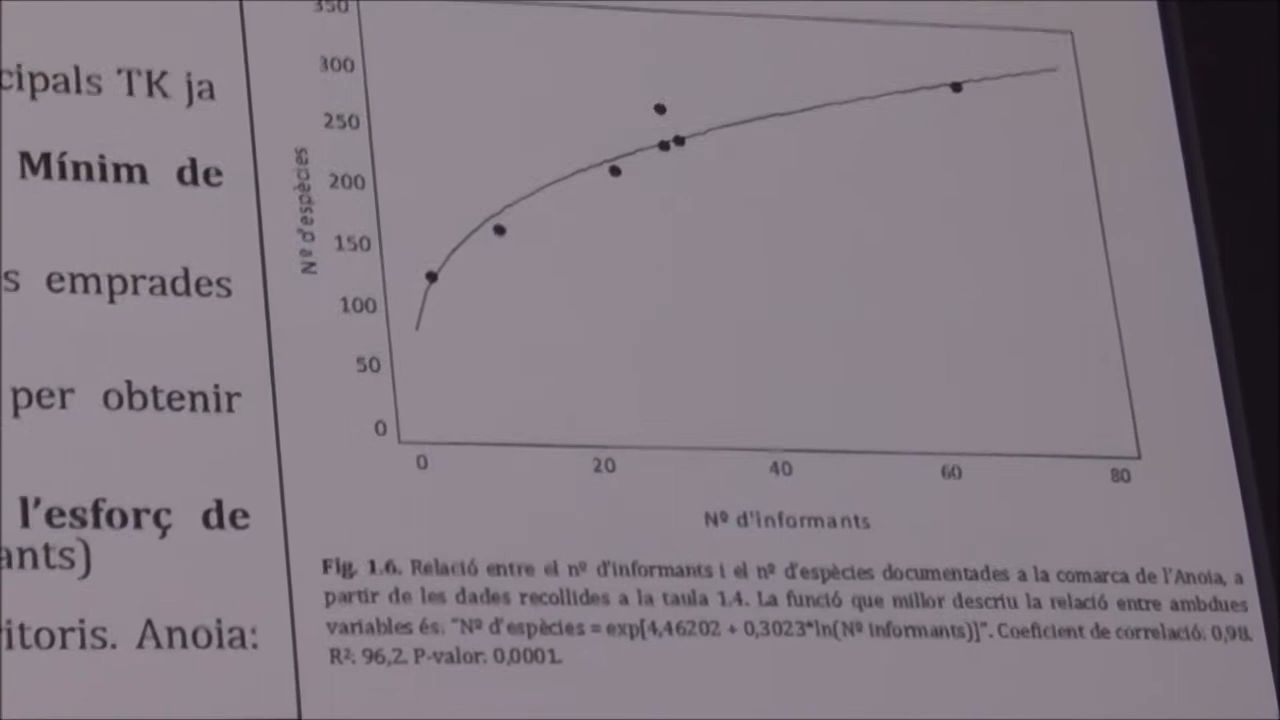 cipals TK ja
Mínim de
s emprades
per obtenir
l'esforç de
ants)
itoris. Anoia:
350
300
250
200
150
100
50
0
Nº d'espècies
0 20 40 60 80
Nº d'informants
Fig. 1.6. Relació entre el nº d'informants i el nº d'espècies documentades a la comarca de l'Anoia, a
partir de les dades recollides a la taula 1.4. La funció que millor descriu la relació entre ambdues
variables és: "Nº d'espècies = exp[4,46202 + 0,3023*ln(Nº informants)]". Coeficient de correlació: 0,98.
R²: 96,2. P-valor: 0,0001.